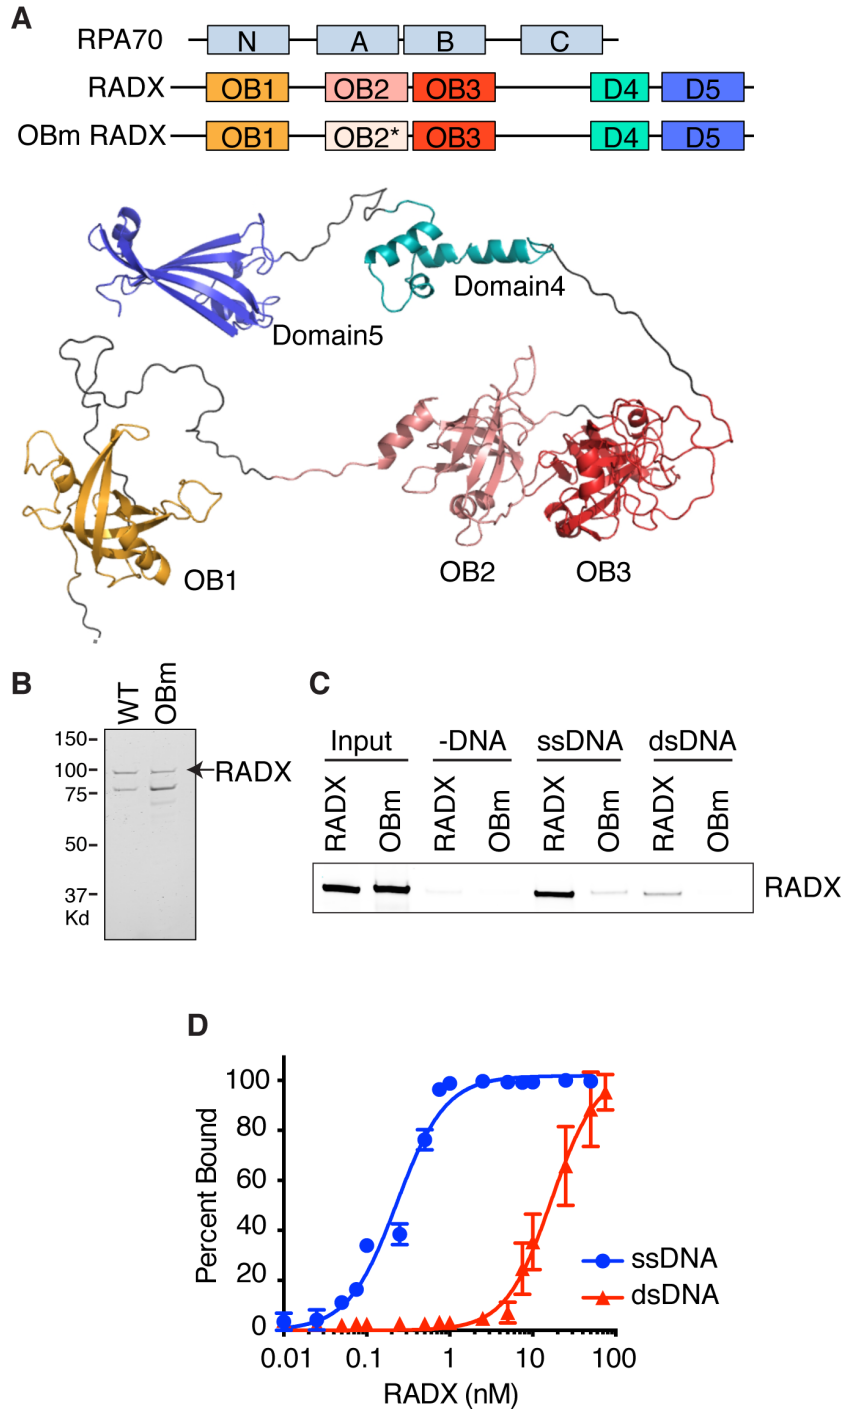 A
RPA70 N A B C
RADX OB1 OB2 OB3 D4 D5
OBm RADX OB1 OB2* OB3 D4 D5
Domain4
Domain5
OB1
OB2 OB3
B
WT OBm
150
100
75
50
37
Kd
RADX
C
Input -DNA ssDNA dsDNA
RADX OBm RADX OBm RADX OBm RADX OBm
RADX
D
Percent Bound
100
80
60
40
20
0
0.01 0.1 1 10 100
RADX (nM)
ssDNA
dsDNA